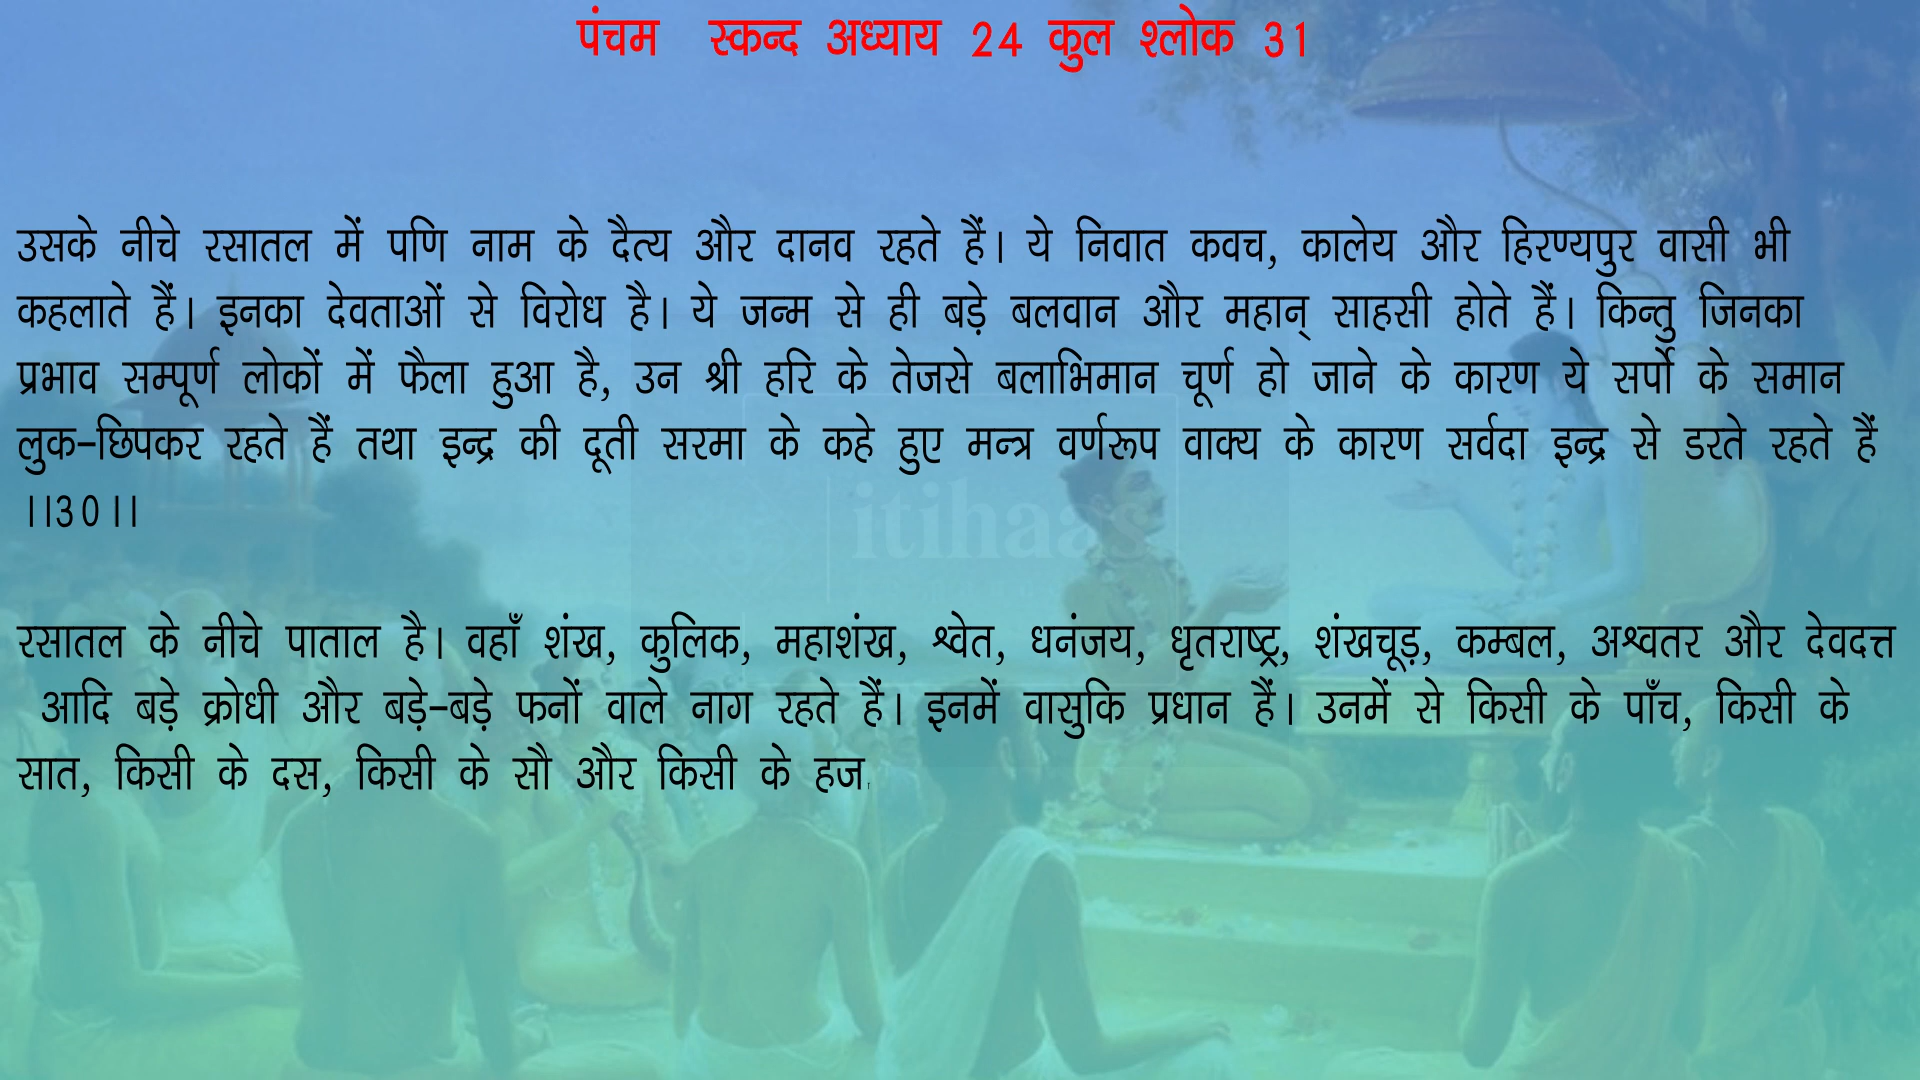 पंचम स्कन्द अध्याय 24 कुल श्लोक 31
उसके नीचे रसातल में पणि नाम के दैत्य और दानव रहते हैं। ये निवात कवच, कालेय और हिरण्यपुर वासी भी
कहलाते हैं। इनका देवताओं से विरोध है। ये जन्म से ही बड़े बलवान और महान् साहसी होते हैं। किन्तु जिनका
प्रभाव सम्पूर्ण लोकों में फैला हुआ है, उन श्री हरि के तेजसे बलाभिमान चूर्ण हो जाने के कारण ये सर्पो के समान
लुक-छिपकर रहते हैं तथा इन्द्र की दूती सरमा के कहे हुए मन्त्र वर्णरूप वाक्य के कारण सर्वदा इन्द्र से डरते रहते हैं
।।30।।
itihaas
रसातल के नीचे पाताल है। वहाँ शंख, कुलिक, महाशंख, श्वेत, धनंजय, धृतराष्ट्र, शंखचूड़, कम्बल, अश्वतर और देवदत्त
आदि बड़े क्रोधी और बड़े-बड़े फनों वाले नाग रहते हैं। इनमें वासुकि प्रधान हैं। उनमें से किसी के पाँच, किसी के
सात, किसी के दस, किसी के सौ और किसी के हज